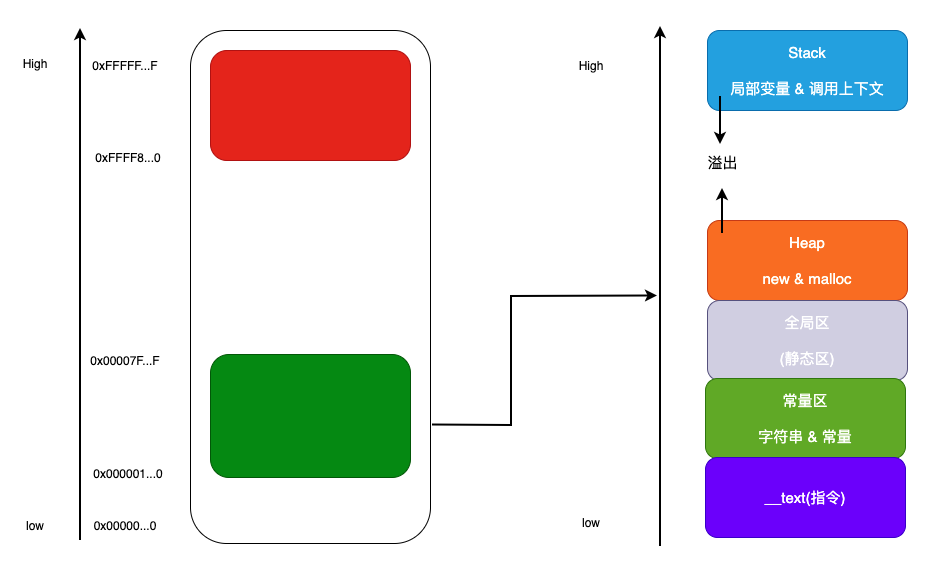 High
0xFFFFF...F
0xFFFF8...0
0x00007F...F
0x000001...0
low
0x00000...0
High
low
Stack
局部变量 & 调用上下文
溢出
Heap
new & malloc
全局区
(静态区)
常量区
字符串 & 常量
__text(指令)